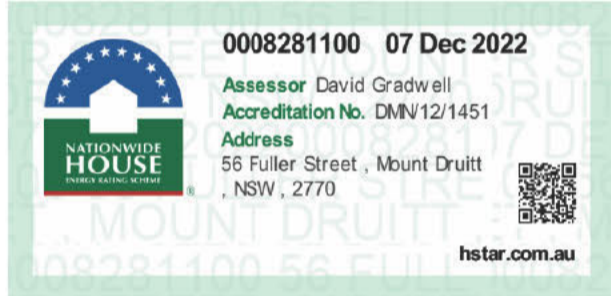 0008281100 07 Dec 2022
Assessor David Gradwell
Accreditation No. DMN/12/1451
Address
56 Fuller Street , Mount Druitt
, NSW , 2770
NATIONWIDE
HOUSE
ENERGY RATING SCHEME
®
hstar.com.au